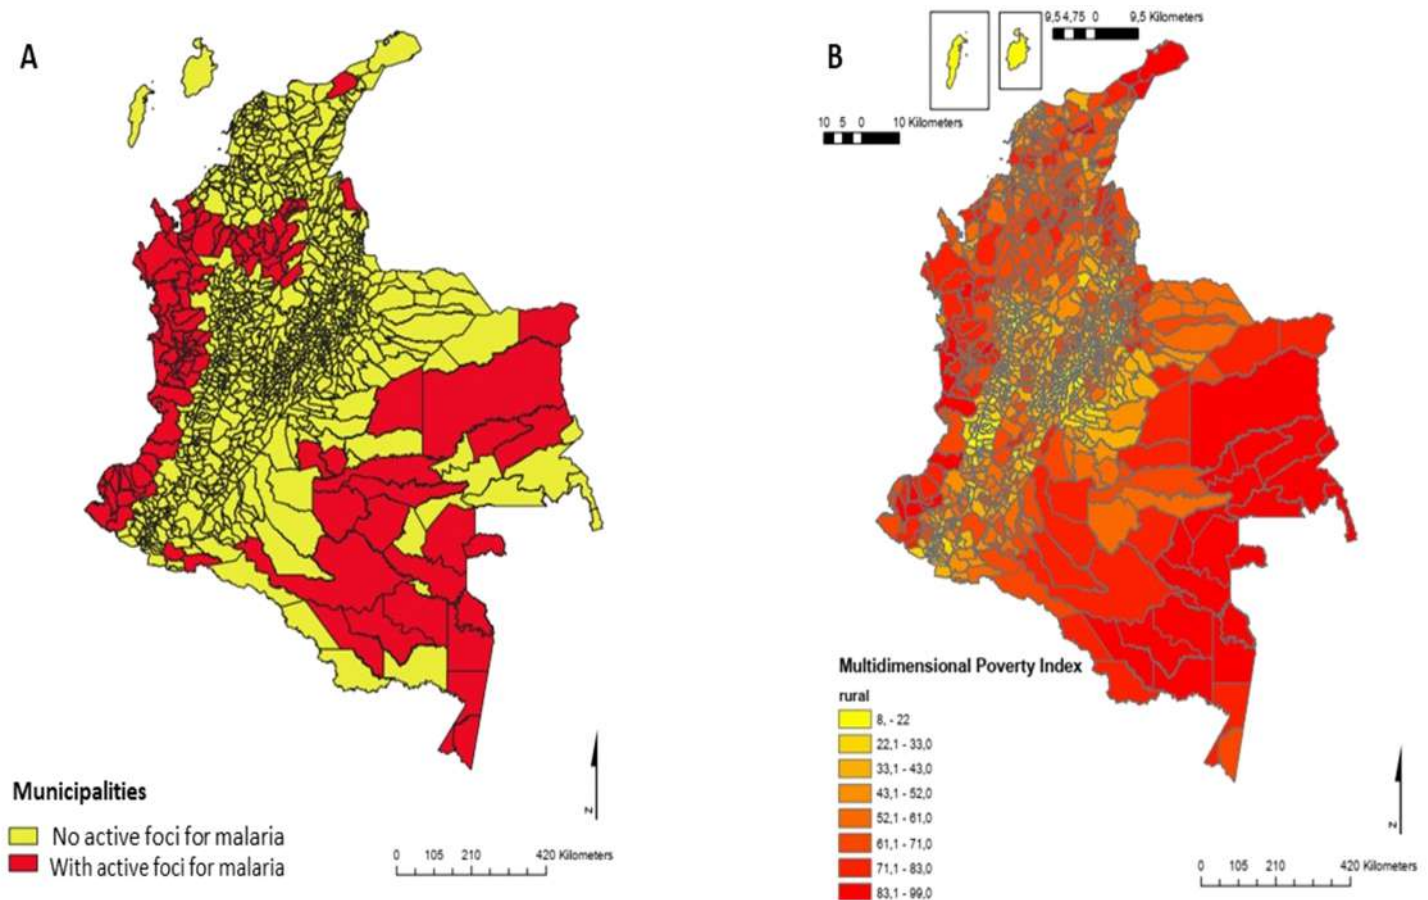 A
Municipalities
No active foci for malaria
With active foci for malaria
N
0 105 210 420 Kilometers
B
9,5 4,75 0 9,5 Kilometers
10 5 0 10 Kilometers
Multidimensional Poverty Index
rural
8, - 22
22,1 - 33,0
33,1 - 43,0
43,1 - 52,0
52,1 - 61,0
61,1 - 71,0
71,1 - 83,0
83,1 - 99,0
N
0 105 210 420 Kilometers